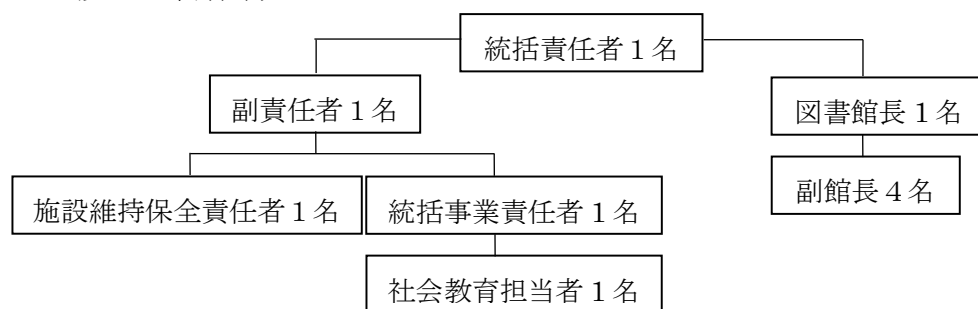 統括責任者1名
副責任者1名
図書館長1名
施設維持保全責任者1名
統括事業責任者1名
副館長4名
社会教育担当者1名